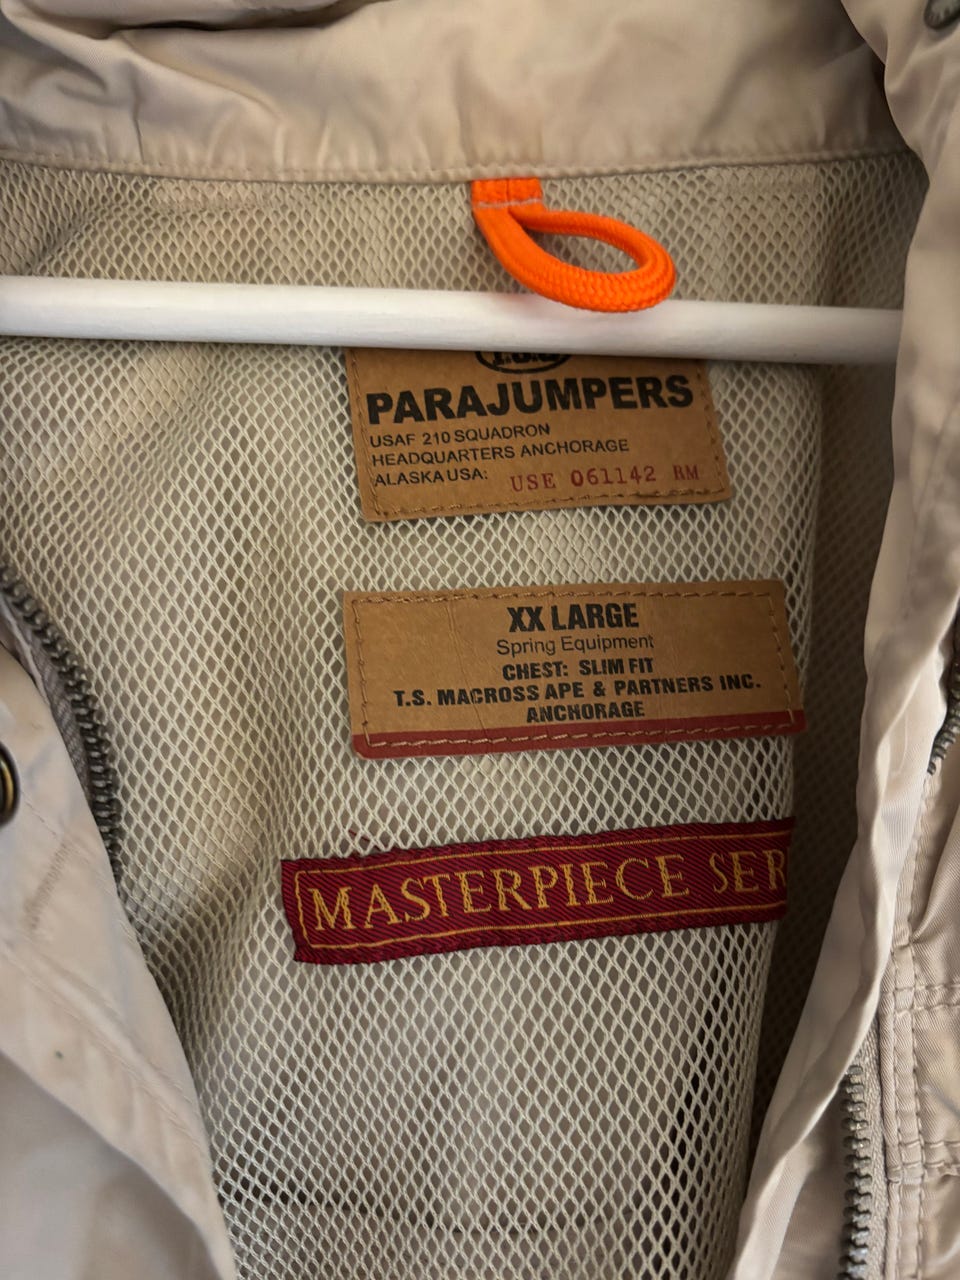 PARAJUMPERS
USAF 210 SQUADRON
HEADQUARTERS ANCHORAGE
ALASKA USA: USE 061142 RM
XX LARGE
Spring Equipment
CHEST: SLIM FIT
T.S. MACROSS APE & PARTNERS INC.
ANCHORAGE
MASTERPIECE SER